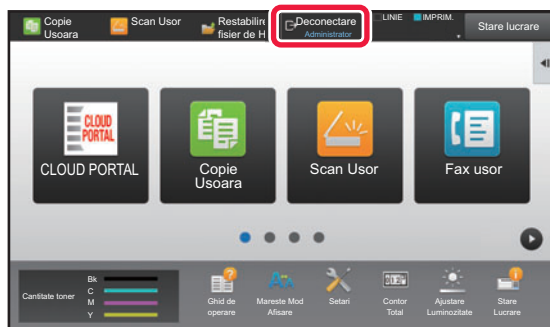 Copie
Usoara
Scan Usor
Restabilire
fisier de H
Deconectare
Administrator
LINIE
IMPRIM.
Stare lucrare
CLOUD
PORTAL
CLOUD PORTAL
Copie
Usoara
Scan Usor
Fax usor
Cantitate toner
Bk
C
M
Y
Ghid de
operare
Mareste Mod
Afisare
Setari
Contor
Total
Ajustare
Luminozitate
Stare
Lucrare